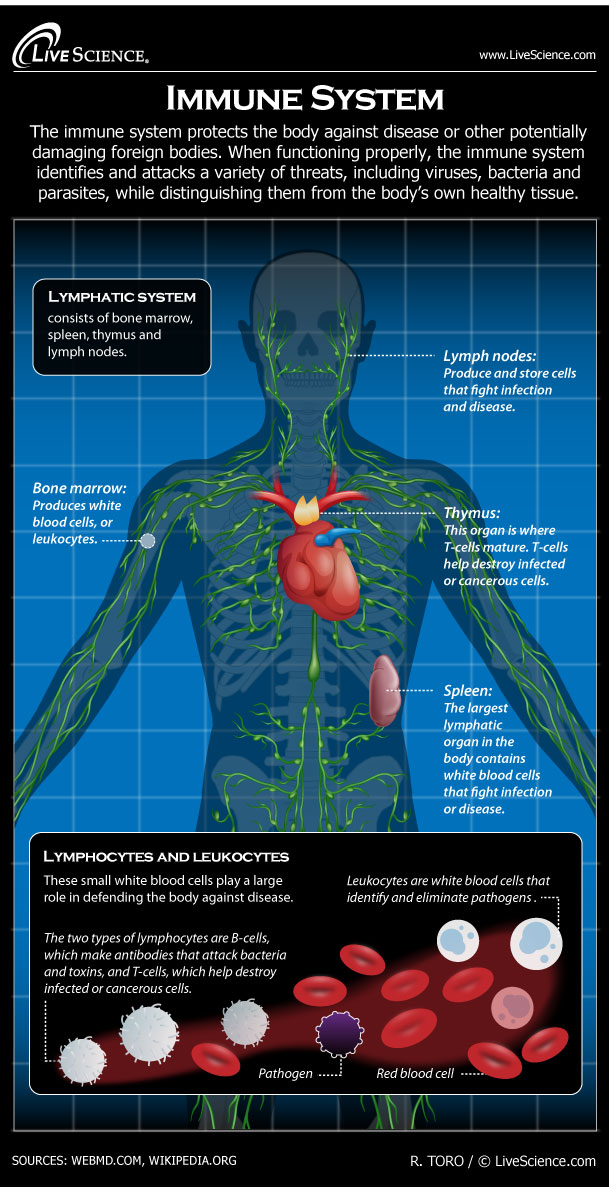 LIVESCIENCE®
www.LiveScience.com
IMMUNE SYSTEM
The immune system protects the body against disease or other potentially
damaging foreign bodies. When functioning properly, the immune system
identifies and attacks a variety of threats, including viruses, bacteria and
parasites, while distinguishing them from the body's own healthy tissue.
LYMPHATIC SYSTEM
consists of bone marrow,
spleen, thymus and
lymph nodes.
Lymph nodes:
Produce and store cells
that fight infection
and disease.
Bone marrow:
Produces white
blood cells, or
leukocytes.
Thymus:
This organ is where
T-cells mature. T-cells
help destroy infected
or cancerous cells.
Spleen:
The largest
lymphatic
organ in the
body contains
white blood cells
that fight infection
or disease.
LYMPHOCYTES AND LEUKOCYTES
These small white blood cells play a large
role in defending the body against disease.
Leukocytes are white blood cells that
identify and eliminate pathogens .
The two types of lymphocytes are B-cells,
which make antibodies that attack bacteria
and toxins, and T-cells, which help destroy
infected or cancerous cells.
Pathogen
Red blood cell
SOURCES: WEBMD.COM, WIKIPEDIA.ORG
R. TORO / © LiveScience.com